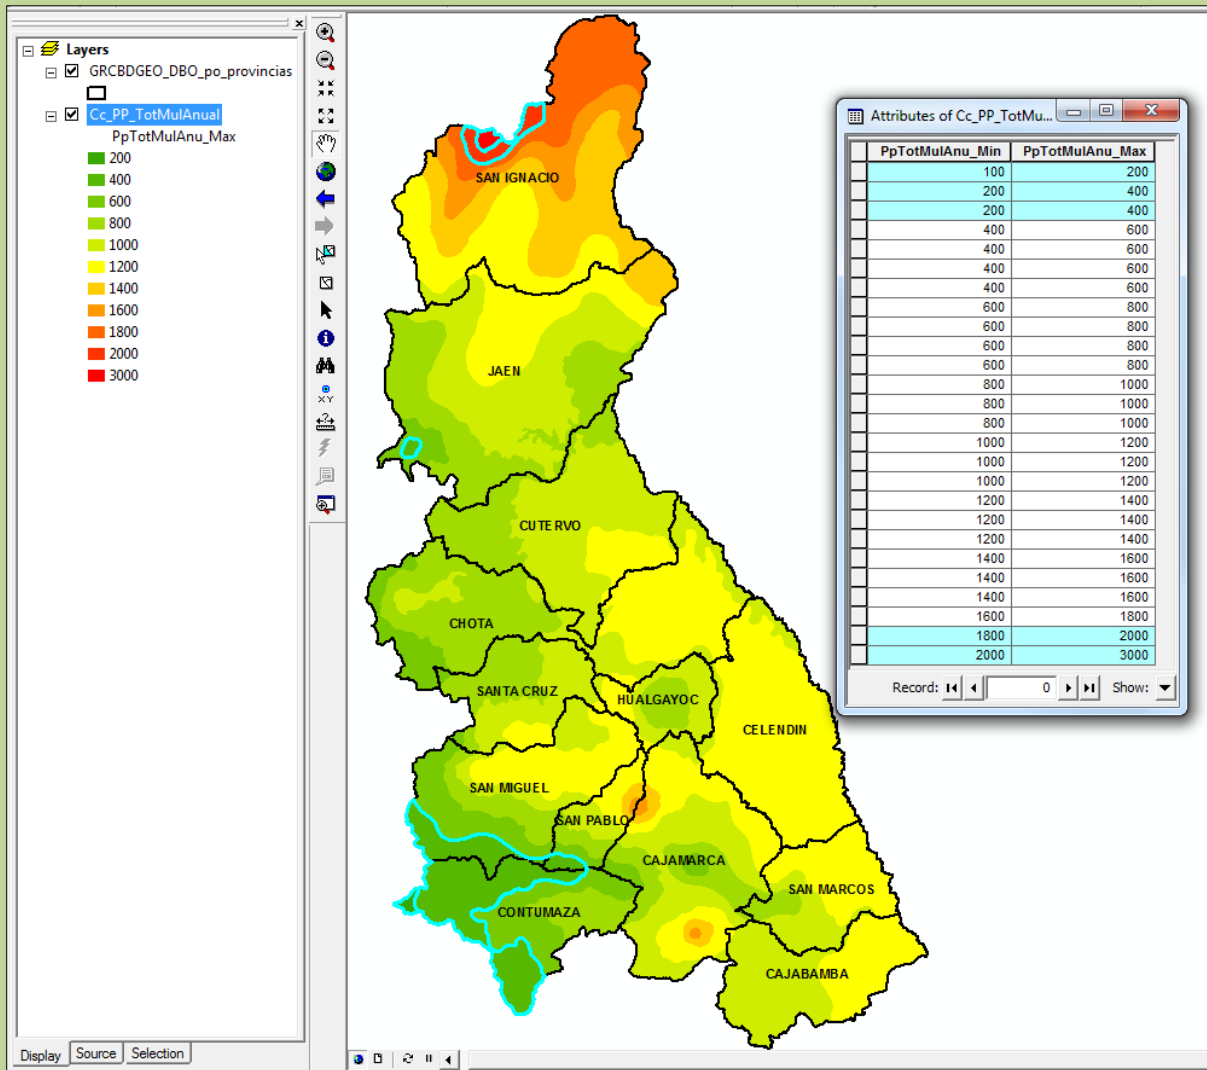 Layers
GRCBDGEO_DBO_po_provincias
Cc_PP_TotMulAnual
PpTotMulAnu_Max
200
400
600
800
1000
1200
1400
1600
1800
2000
3000
Display Source Selection
XY
SAN IGNACIO
JAEN
CUTERVO
CHOTA
SANTA CRUZ
HUALGAYOC
CELENDIN
SAN MIGUEL
SAN PABLO
CAJAMARCA
SAN MARCOS
CONTUMAZA
CAJABAMBA
Attributes of Cc_PP_TotMu...
PpTotMulAnu_Min PpTotMulAnu_Max
100 200
200 400
200 400
400 600
400 600
400 600
400 600
600 800
600 800
600 800
600 800
800 1000
800 1000
800 1000
1000 1200
1000 1200
1000 1200
1200 1400
1200 1400
1200 1400
1400 1600
1400 1600
1400 1600
1600 1800
1800 2000
2000 3000
Record: 0 Show: